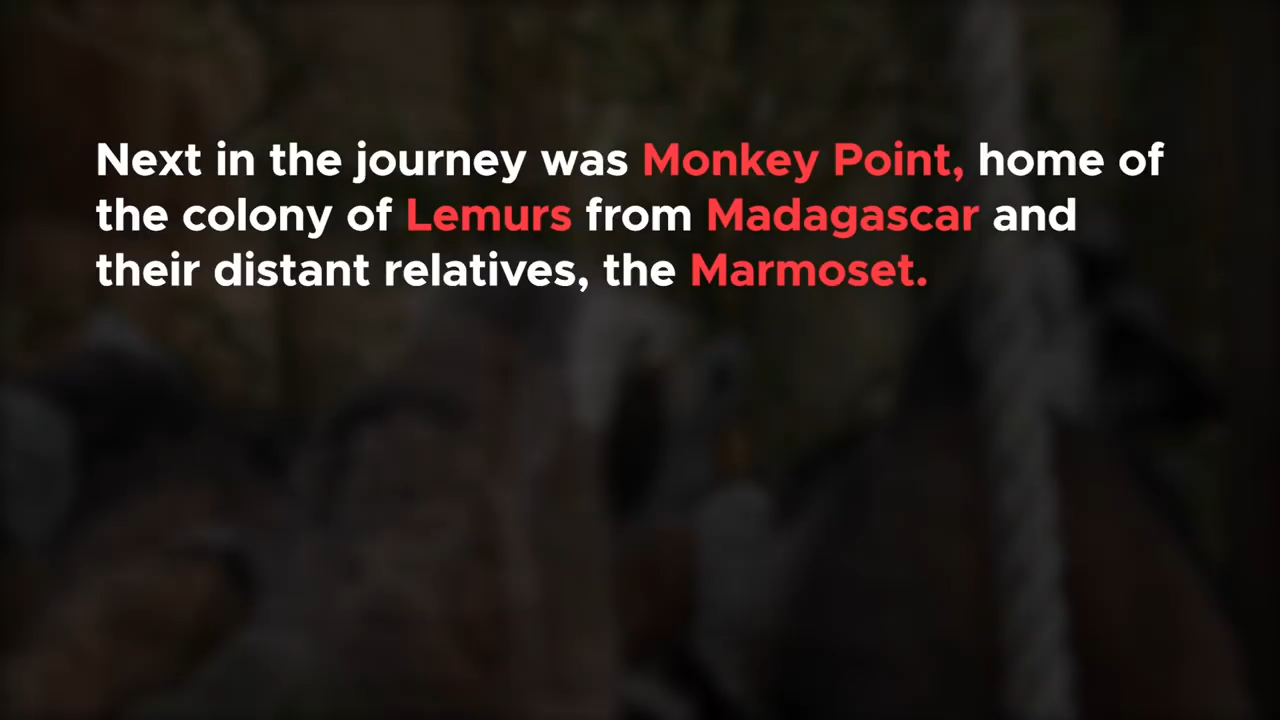 Next in the journey was Monkey Point, home of
the colony of Lemurs from Madagascar and
their distant relatives, the Marmoset.